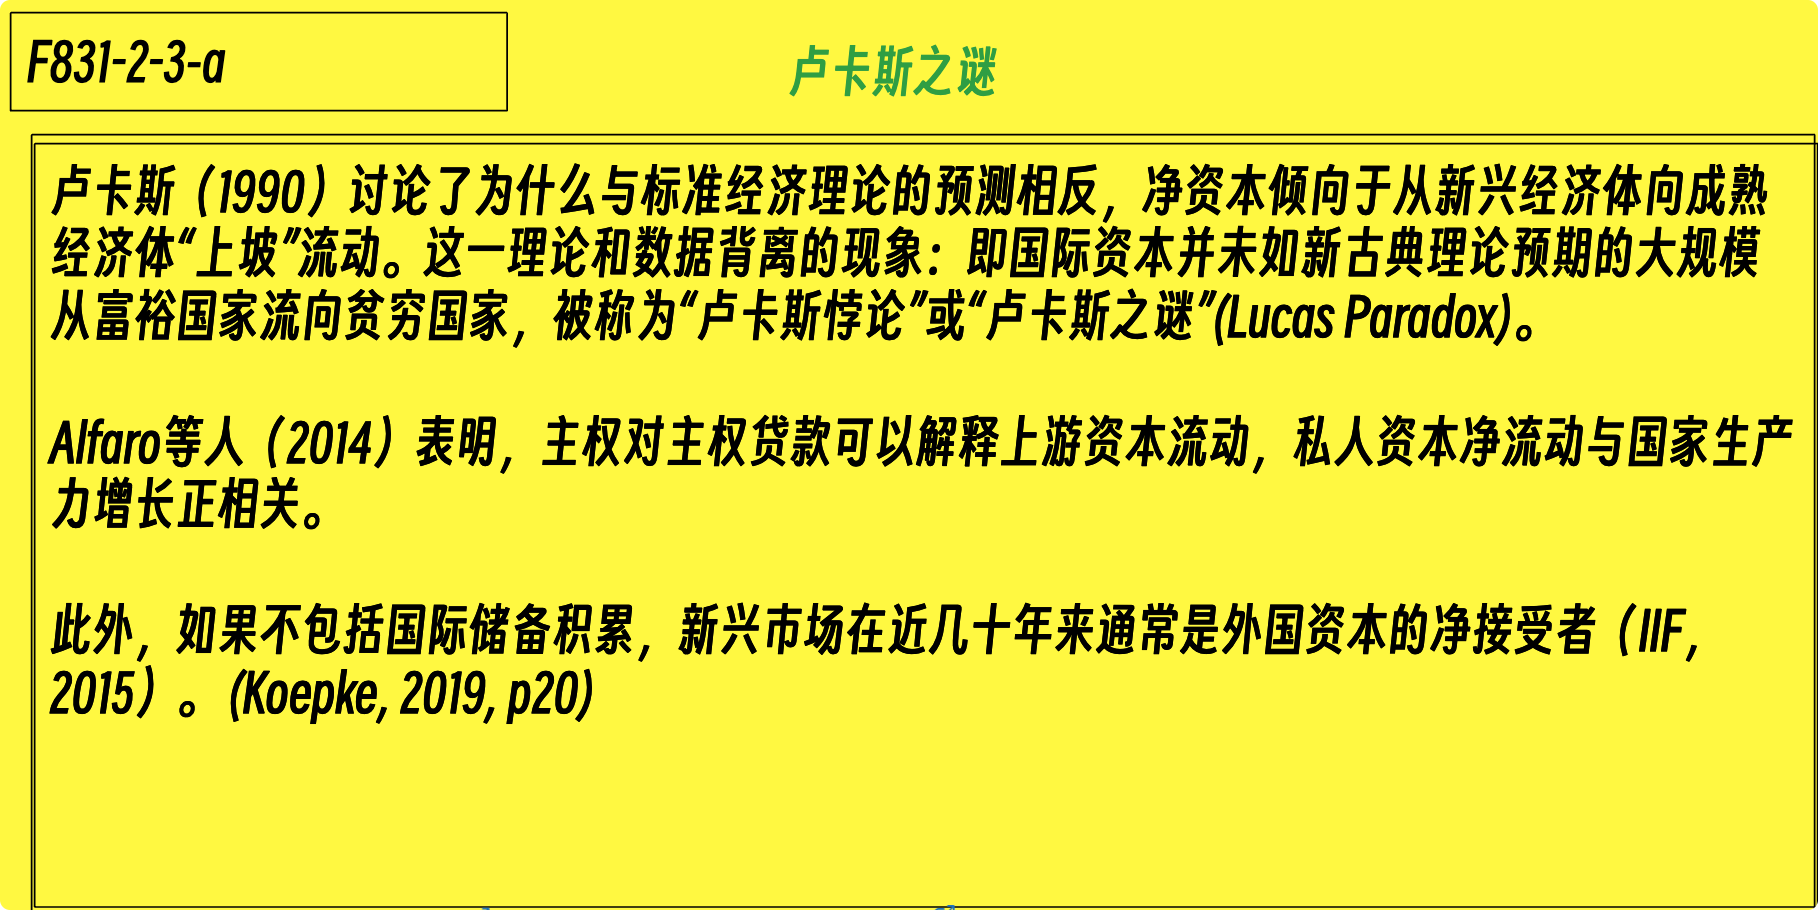 F831-2-3-a
卢卡斯之谜
卢卡斯（1990）讨论了为什么与标准经济理论的预测相反，净资本倾向于从新兴经济体向成熟
经济体“上坡”流动。这一理论和数据背离的现象：即国际资本并未如新古典理论预期的大规模
从富裕国家流向贫穷国家，被称为“卢卡斯悖论”或“卢卡斯之谜”(Lucas Paradox)。
Alfaro等人（2014）表明，主权对主权贷款可以解释上游资本流动，私人资本净流动与国家生产
力增长正相关。
此外，如果不包括国际储备积累，新兴市场在近几十年来通常是外国资本的净接受者（IIF，
2015）。(Koepke, 2019, p20)